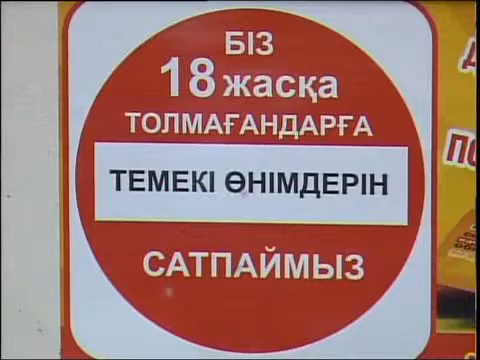 БІЗ
18 жасқа
ТОЛМАҒАНДАРҒА
ТЕМЕКІ ӨНІМДЕРІН
САТПАЙМЫЗ